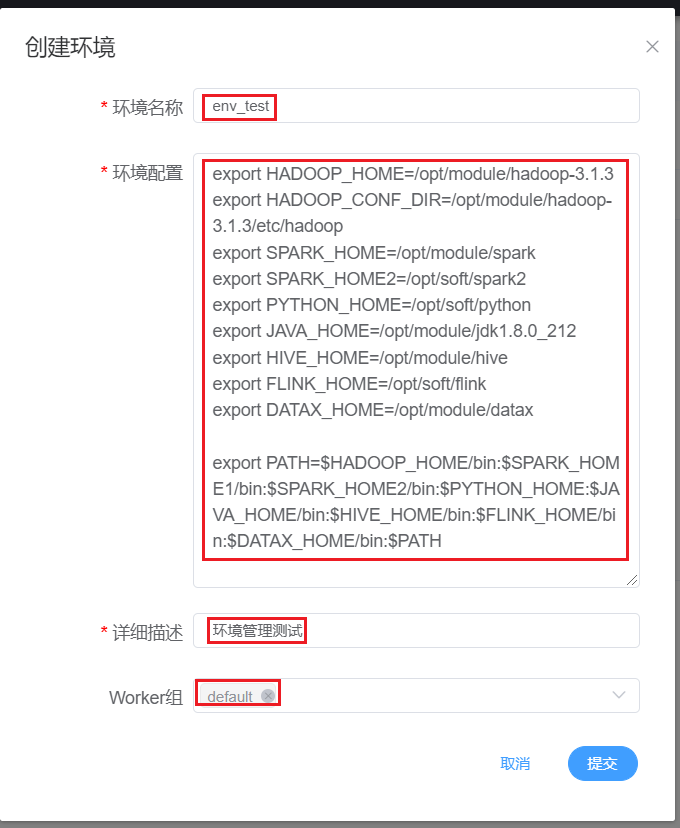 创建环境
* 环境名称 env_test
* 环境配置 export HADOOP_HOME=/opt/module/hadoop-3.1.3
export HADOOP_CONF_DIR=/opt/module/hadoop-
3.1.3/etc/hadoop
export SPARK_HOME=/opt/module/spark
export SPARK_HOME2=/opt/soft/spark2
export PYTHON_HOME=/opt/soft/python
export JAVA_HOME=/opt/module/jdk1.8.0_212
export HIVE_HOME=/opt/module/hive
export FLINK_HOME=/opt/soft/flink
export DATAX_HOME=/opt/module/datax
export PATH=$HADOOP_HOME/bin:$SPARK_HOM
E1/bin:$SPARK_HOME2/bin:$PYTHON_HOME:$JA
VA_HOME/bin:$HIVE_HOME/bin:$FLINK_HOME/bi
n:$DATAX_HOME/bin:$PATH
* 详细描述 环境管理测试
Worker组 default
取消 提交